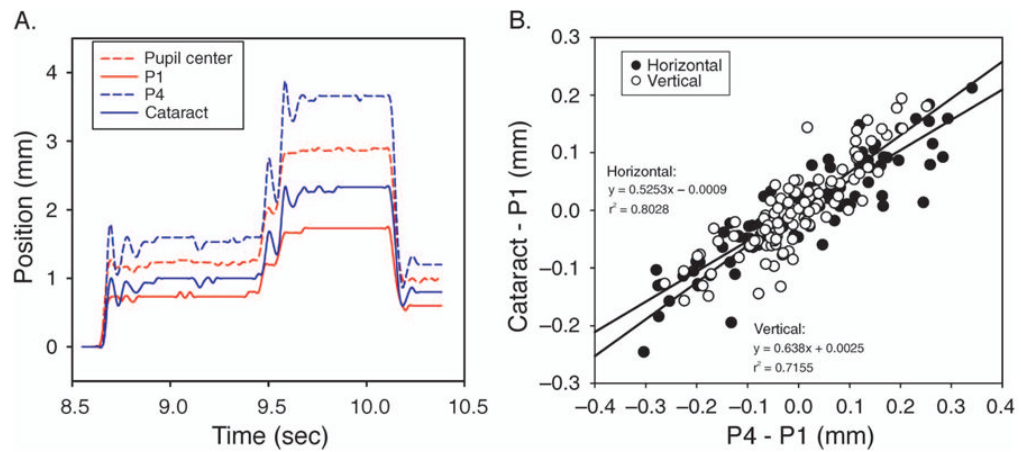 A.
Pupil center
P1
P4
Cataract
Position (mm)
4
3
2
1
0
8.5 9.0 9.5 10.0 10.5
Time (sec)
B.
Horizontal
Vertical
Cataract - P1 (mm)
0.3
0.2
0.1
0.0
−0.1
−0.2
−0.3
Horizontal:
y = 0.5253x − 0.0009
r² = 0.8028
Vertical:
y = 0.638x + 0.0025
r² = 0.7155
−0.4 −0.3 −0.2 −0.1 0.0 0.1 0.2 0.3 0.4
P4 - P1 (mm)